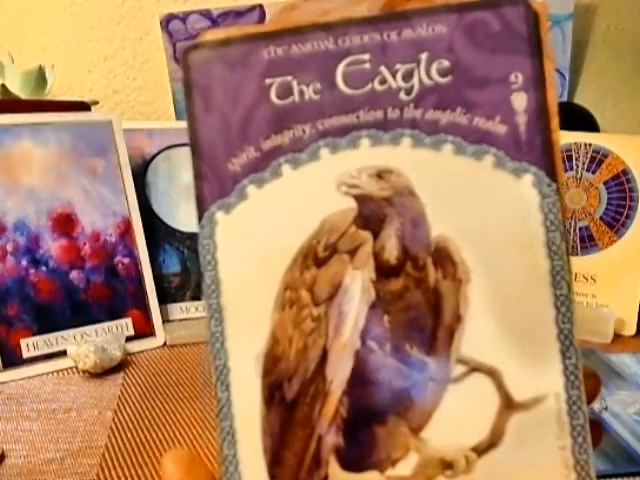 The ANIMAL GUIDES OF AVALON
The Eagle
9
spirit, integrity, connection to the angelic realm
HEAVEN ON EARTH
MOO
ESS